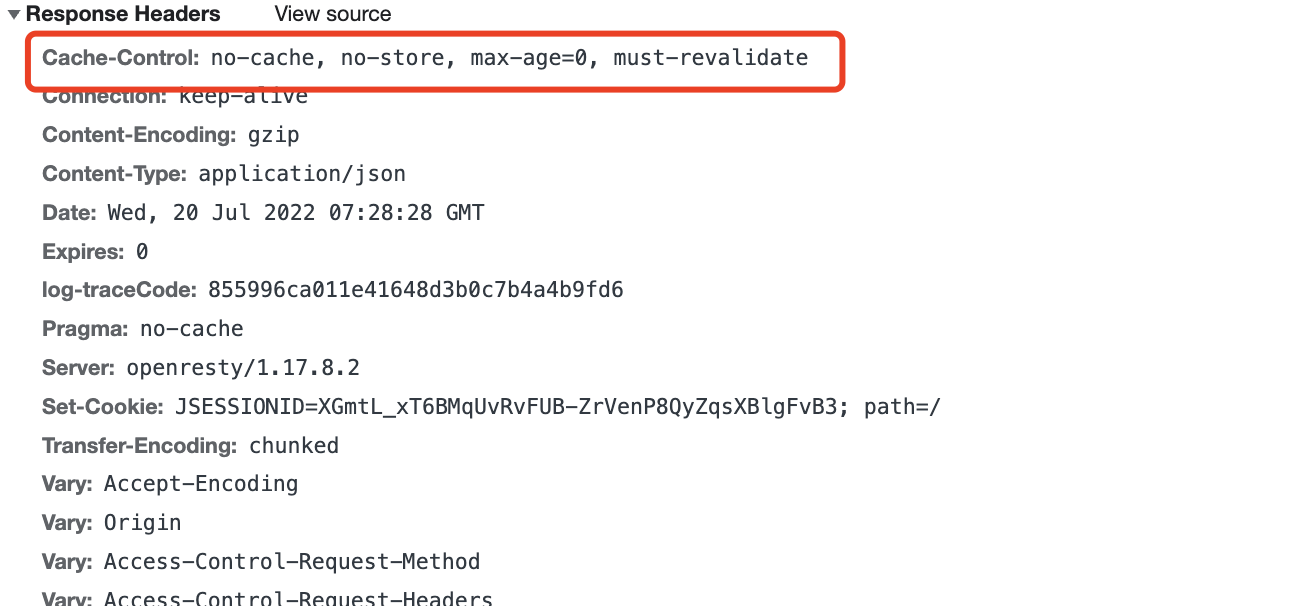 ▼Response Headers View source
Cache-Control: no-cache, no-store, max-age=0, must-revalidate
Connection: keep-alive
Content-Encoding: gzip
Content-Type: application/json
Date: Wed, 20 Jul 2022 07:28:28 GMT
Expires: 0
log-traceCode: 855996ca011e41648d3b0c7b4a4b9fd6
Pragma: no-cache
Server: openresty/1.17.8.2
Set-Cookie: JSESSIONID=XGmtL_xT6BMqUvRvFUB-ZrVenP8QyZqsXBlgFvB3; path=/
Transfer-Encoding: chunked
Vary: Accept-Encoding
Vary: Origin
Vary: Access-Control-Request-Method
Vary: Access-Control-Request-Headers